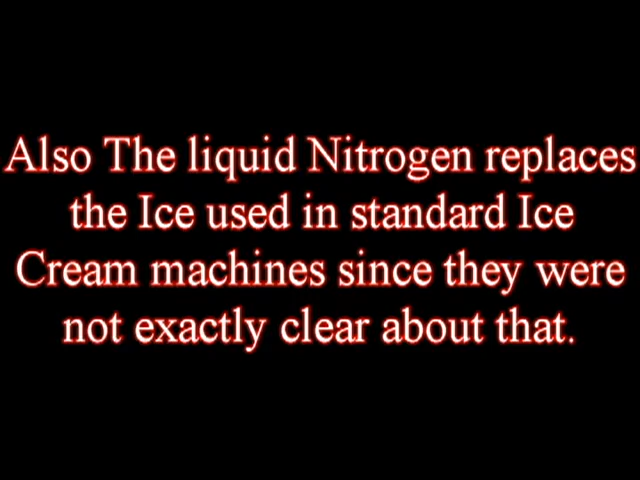 Also The liquid Nitrogen replaces
the Ice used in standard Ice
Cream machines since they were
not exactly clear about that.